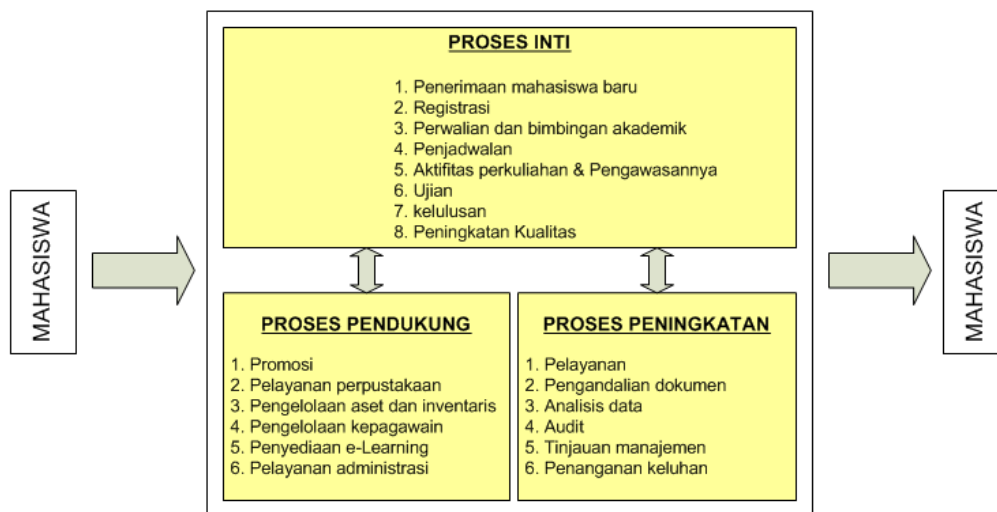 MAHASISWA
PROSES INTI
1. Penerimaan mahasiswa baru
2. Registrasi
3. Perwalian dan bimbingan akademik
4. Penjadwalan
5. Aktifitas perkuliahan & Pengawasannya
6. Ujian
7. kelulusan
8. Peningkatan Kualitas
PROSES PENDUKUNG
1. Promosi
2. Pelayanan perpustakaan
3. Pengelolaan aset dan inventaris
4. Pengelolaan kepagawain
5. Penyediaan e-Learning
6. Pelayanan administrasi
PROSES PENINGKATAN
1. Pelayanan
2. Pengandalian dokumen
3. Analisis data
4. Audit
5. Tinjauan manajemen
6. Penanganan keluhan
MAHASISWA